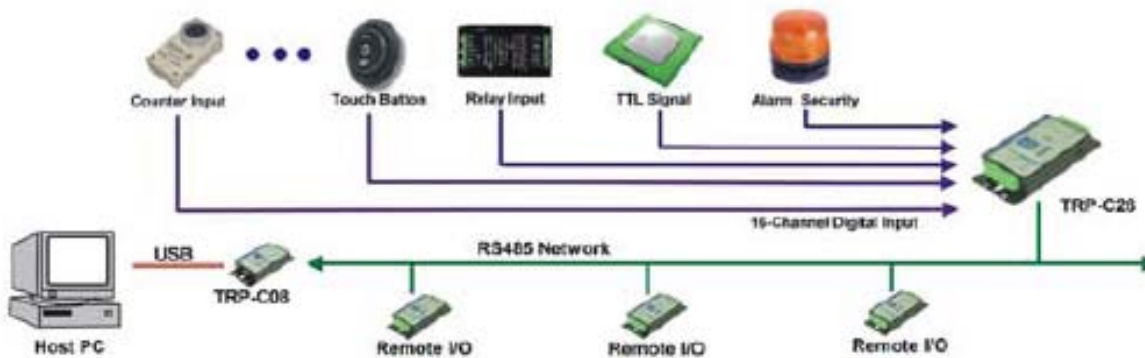 Counter Input
Touch Button
Relay Input
TTL Signal
Alarm Security
16-Channel Digital Input
TRP-C26
USB
RS485 Network
TRP-C08
Host PC
Remote I/O
Remote I/O
Remote I/O